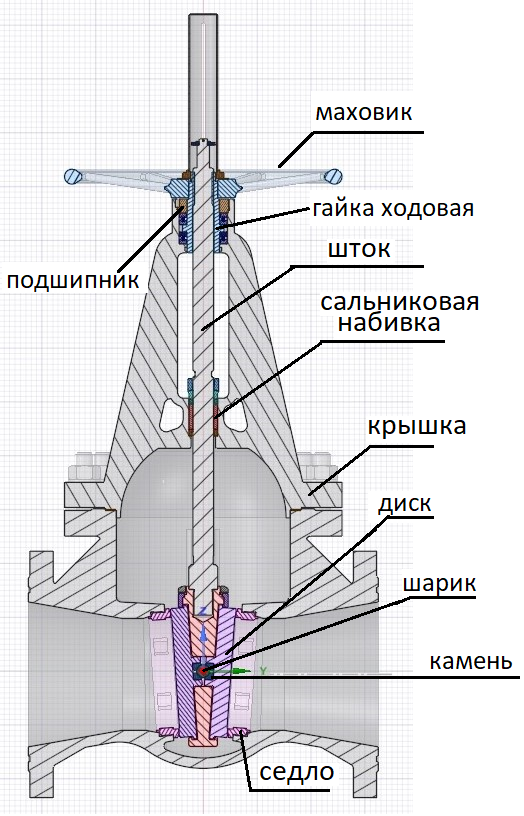 маховик
гайка ходовая
шток
подшипник
сальниковая
набивка
крышка
диск
шарик
Z
камень
Y
седло